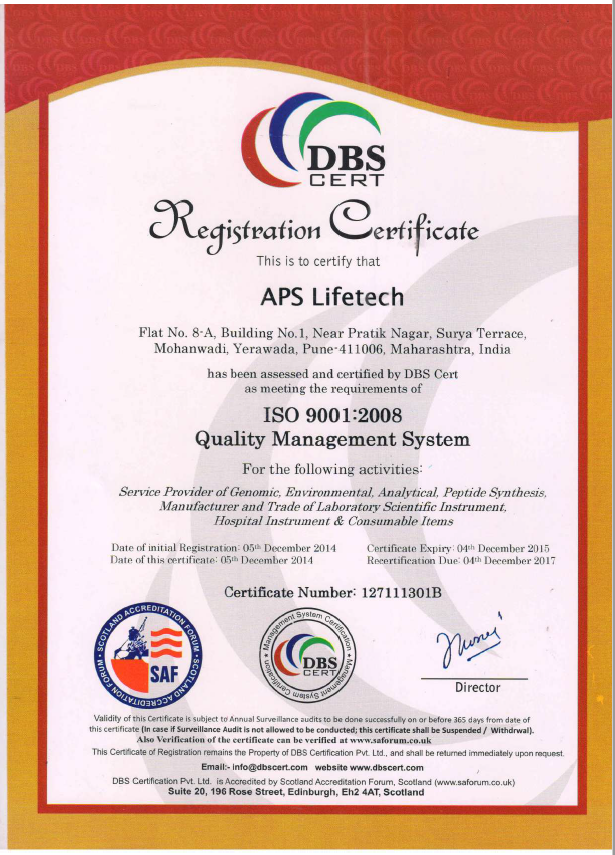 DBS
CERT
Registration Certificate
This is to certify that
APS Lifetech
Flat No. 8-A, Building No.1, Near Pratik Nagar, Surya Terrace,
Mohanwadi, Yerawada, Pune-411006, Maharashtra, India
has been assessed and certified by DBS Cert
as meeting the requirements of
ISO 9001:2008
Quality Management System
For the following activities:
Service Provider of Genomic, Environmental, Analytical, Peptide Synthesis,
Manufacturer and Trade of Laboratory Scientific Instrument,
Hospital Instrument & Consumable Items
Date of initial Registration: 05th December 2014
Certificate Expiry: 04th December 2015
Date of this certificate: 05th December 2014
Recertification Due: 04th December 2017
Certificate Number: 127111301B
SCOTLAND ACCREDITATION FORUM • SCOTLAND ACCREDITATION FORUM •
SAF
Management System Certification ★ Management System Certification ★
DBS
CERT
Director
Validity of this Certificate is subject to Annual Surveillance audits to be done successfully on or before 365 days from date of
this certificate (In case if Surveillance Audit is not allowed to be conducted; this certificate shall be Suspended / Withdrwal).
Also Verification of the certificate can be verified at www.saforum.co.uk
This Certificate of Registration remains the Property of DBS Certification Pvt. Ltd., and shall be returned immediately upon request.
Email:- info@dbscert.com website www.dbscert.com
DBS Certification Pvt. Ltd. is Accredited by Scotland Accreditation Forum, Scotland (www.saforum.co.uk)
Suite 20, 196 Rose Street, Edinburgh, Eh2 4AT, Scotland